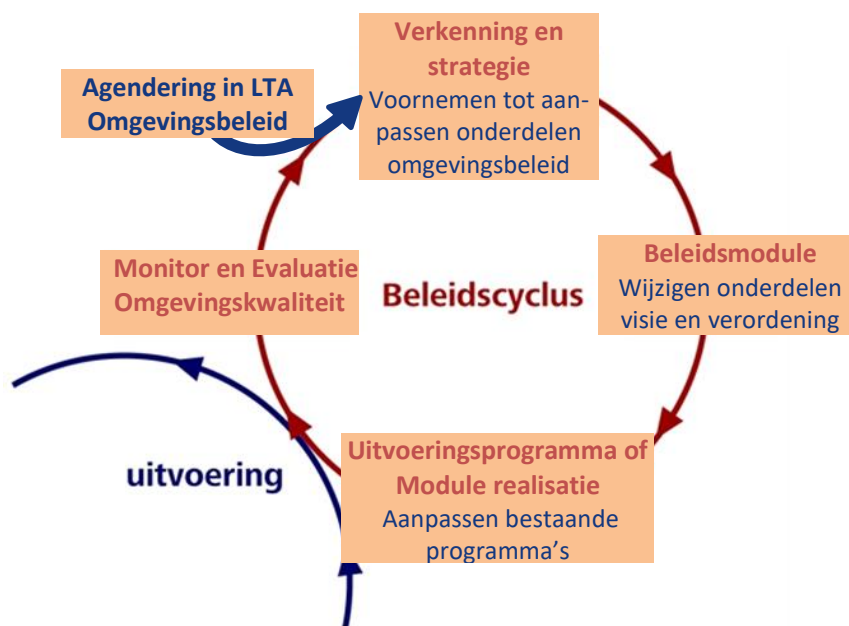 Verkenning en
strategie
Voornemen tot aan-
passen onderdelen
omgevingsbeleid
Agendering in LTA
Omgevingsbeleid
Beleidsmodule
Wijzigen onderdelen
visie en verordening
Monitor en Evaluatie
Omgevingskwaliteit
Beleidscyclus
Uitvoeringsprogramma of
Module realisatie
Aanpassen bestaande
programma's
uitvoering